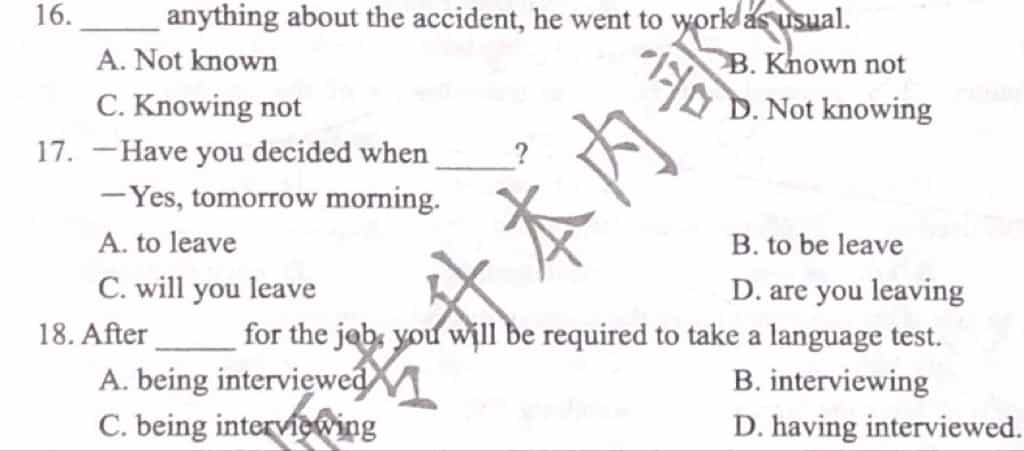 16. _____ anything about the accident, he went to work as usual.
A. Not known B. Known not
C. Knowing not D. Not knowing
17. —Have you decided when _____?
—Yes, tomorrow morning.
A. to leave B. to be leave
C. will you leave D. are you leaving
18. After _____ for the job, you will be required to take a language test.
A. being interviewed B. interviewing
C. being interviewing D. having interviewed.